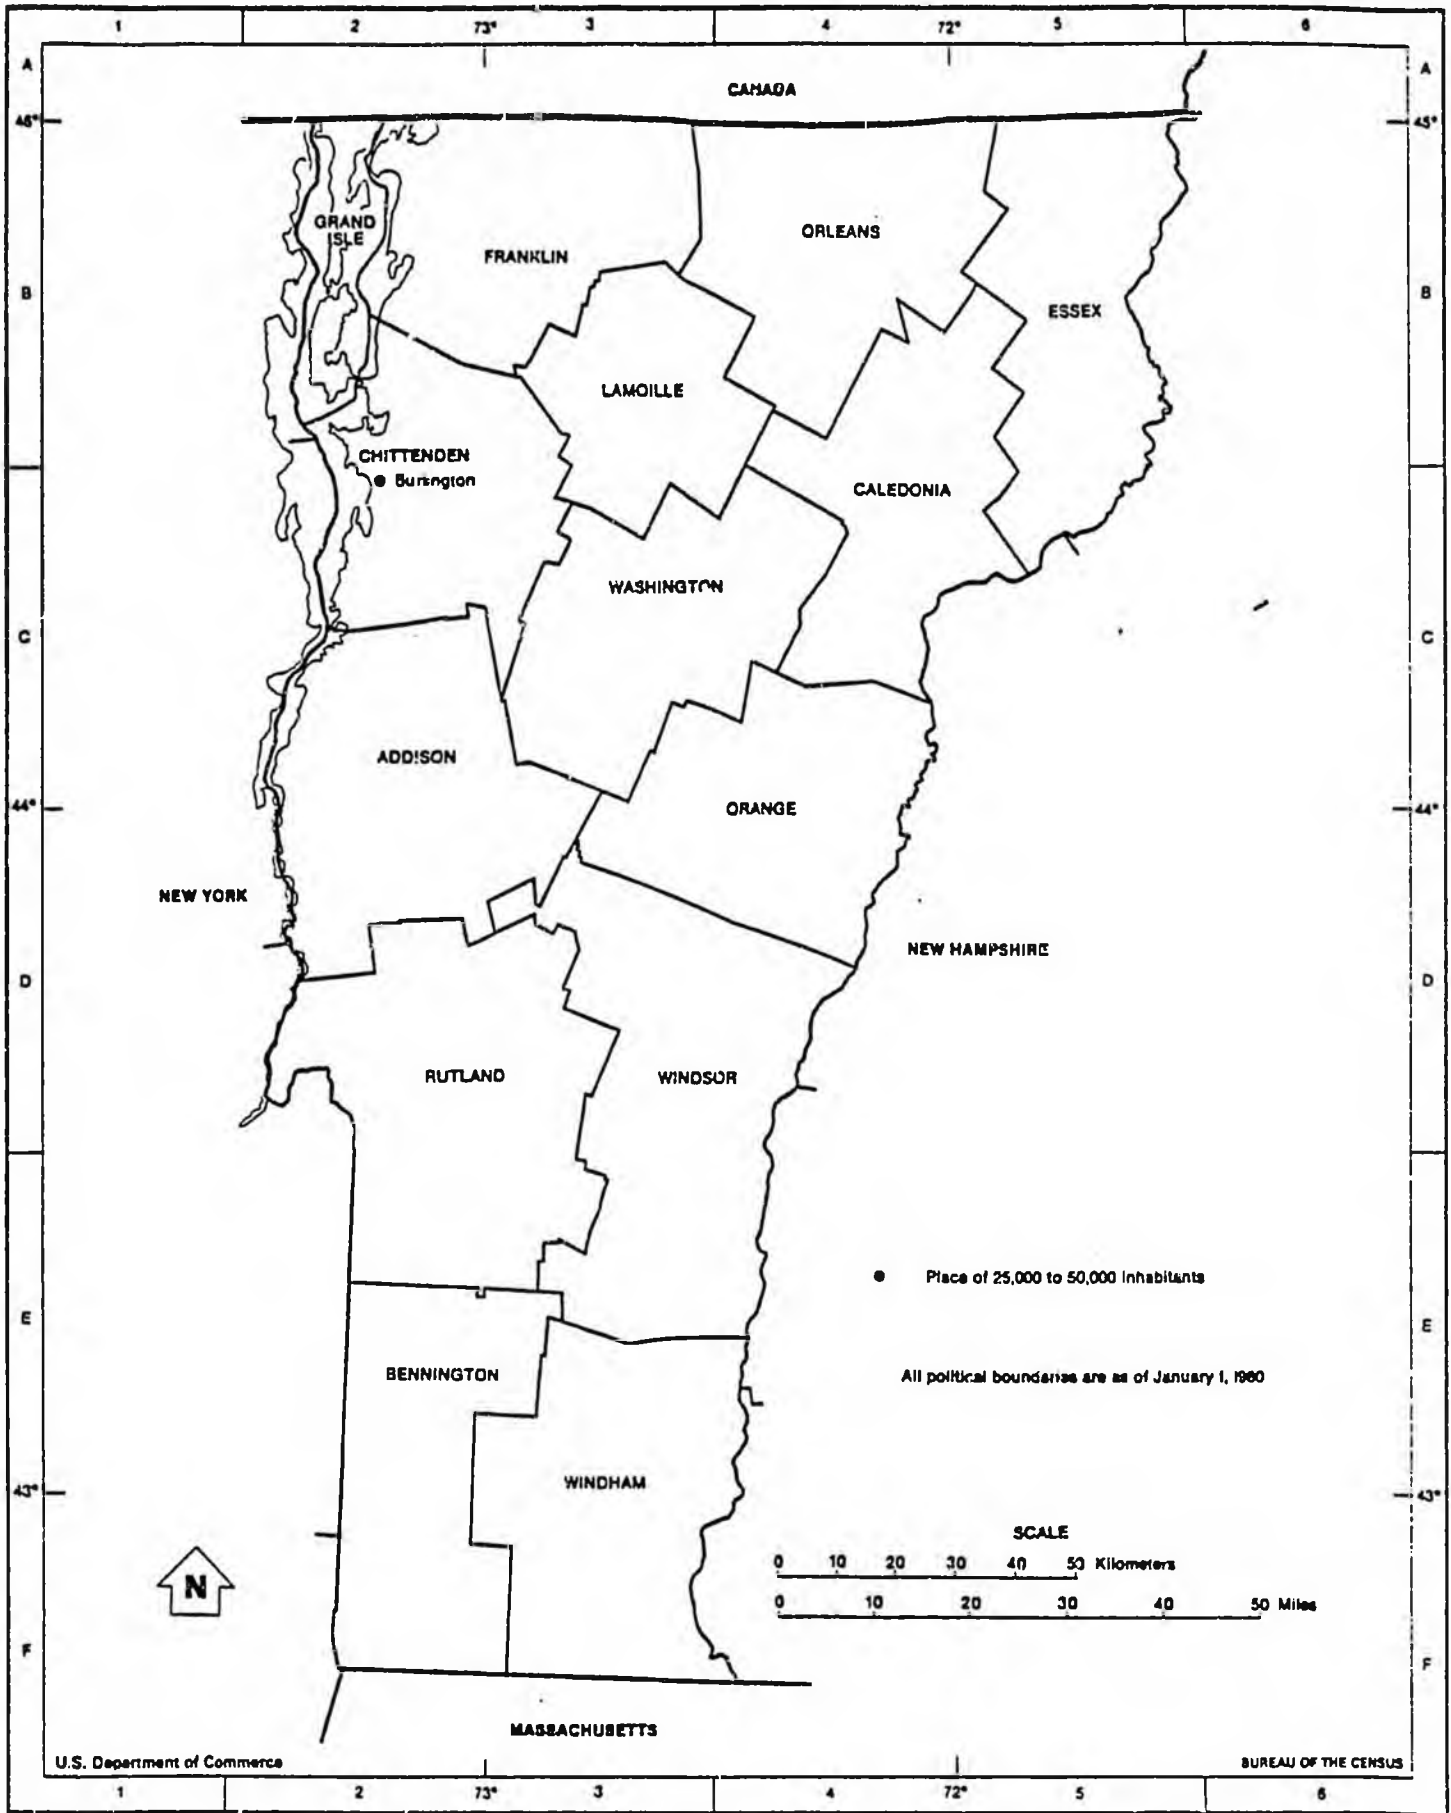 1 2 73° 3 4 72° 5 6
A CANADA A
45° 45°
GRAND
ISLE
ORLEANS
FRANKLIN
B B
ESSEX
LAMOILLE
CHITTENDEN
Burlington
CALEDONIA
WASHINGTON
C C
ADDISON
44° ORANGE 44°
NEW YORK
NEW HAMPSHIRE
D D
RUTLAND WINDSOR
Place of 25,000 to 50,000 inhabitants
E E
BENNINGTON
All political boundaries are as of January 1, 1980
WINDHAM
43° 43°
SCALE
0 10 20 30 40 50 Kilometers
N
0 10 20 30 40 50 Miles
F F
MASSACHUSETTS
U.S. Department of Commerce BUREAU OF THE CENSUS
1 2 73° 3 4 72° 5 6